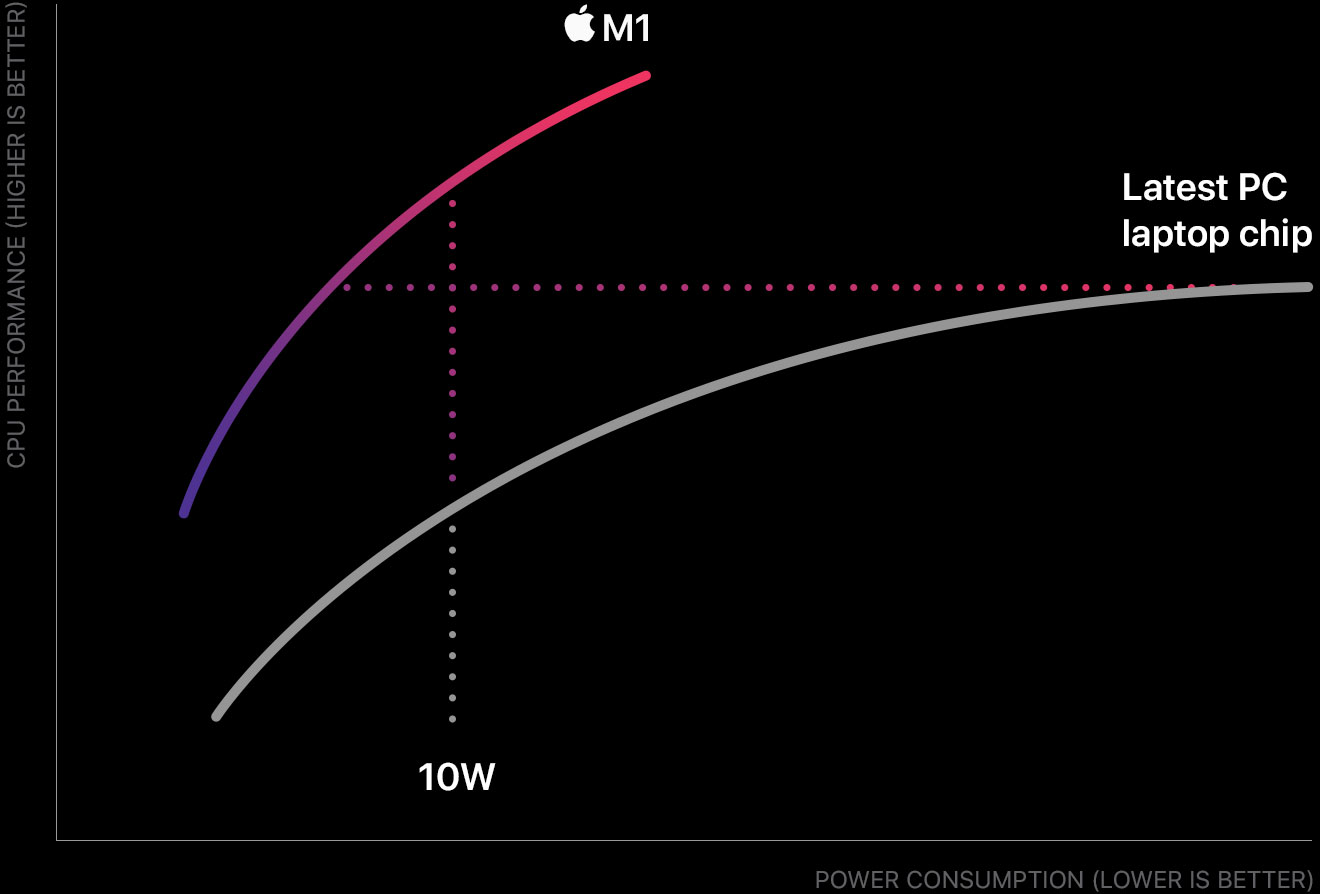 CPU PERFORMANCE (HIGHER IS BETTER)
M1
Latest PC
laptop chip
10W
POWER CONSUMPTION (LOWER IS BETTER)